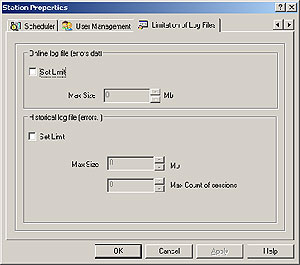 Station Properties
Scheduler
User Management
Limitation of Log Files
Online log file (errors.dat)
Set Limit
Max Size
0
Mb
Historical log file (errors. )
Set Limit
Max Size
0
Mb
0
Max Count of sessions
OK
Cancel
Apply
Help